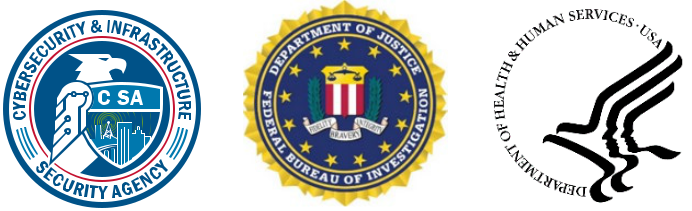 CYBERSECURITY & INFRASTRUCTURE
SECURITY AGENCY
C SA
DEPARTMENT OF JUSTICE
FEDERAL BUREAU OF INVESTIGATION
FIDELITY
BRAVERY
INTEGRITY
DEPARTMENT OF HEALTH & HUMAN SERVICES · USA